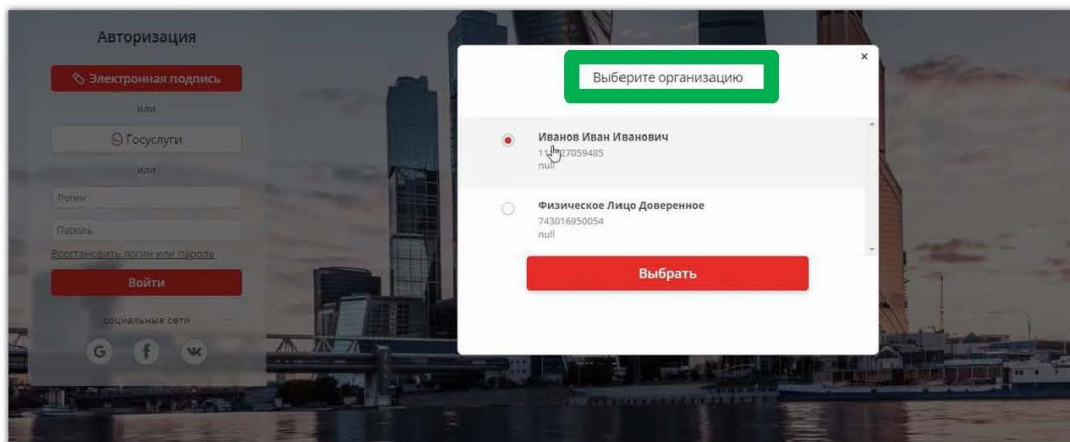 Авторизация
Электронная подпись
или
Госуслуги
или
Логин
Пароль
Восстановить логин или пароль
Войти
социальные сети
G f
×
Выберите организацию
Иванов Иван Иванович
null
Физическое Лицо Доверенное
743016950054
null
Выбрать